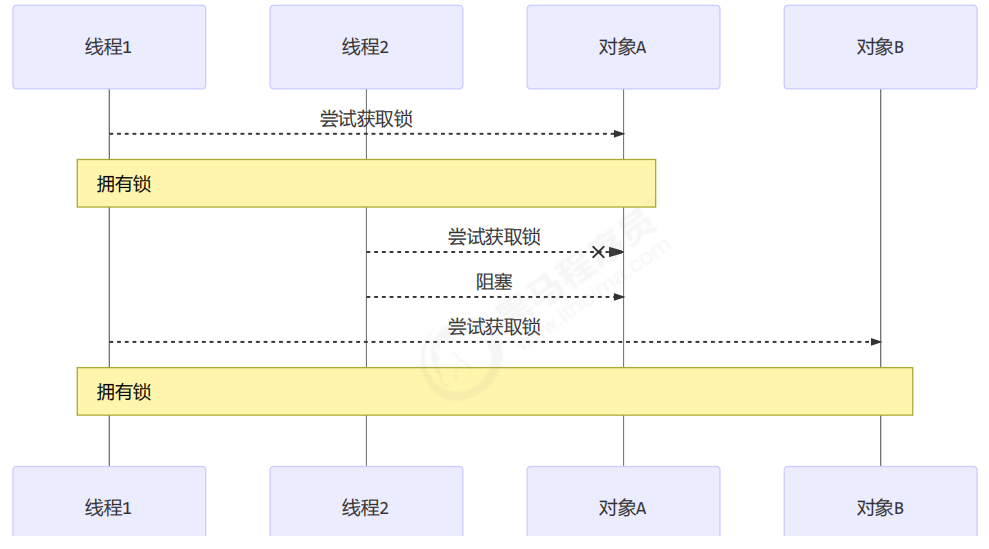 线程1
线程2
对象A
对象B
尝试获取锁
拥有锁
尝试获取锁
阻塞
尝试获取锁
拥有锁
线程1
线程2
对象A
对象B
黑马程序员
www.itheima.com